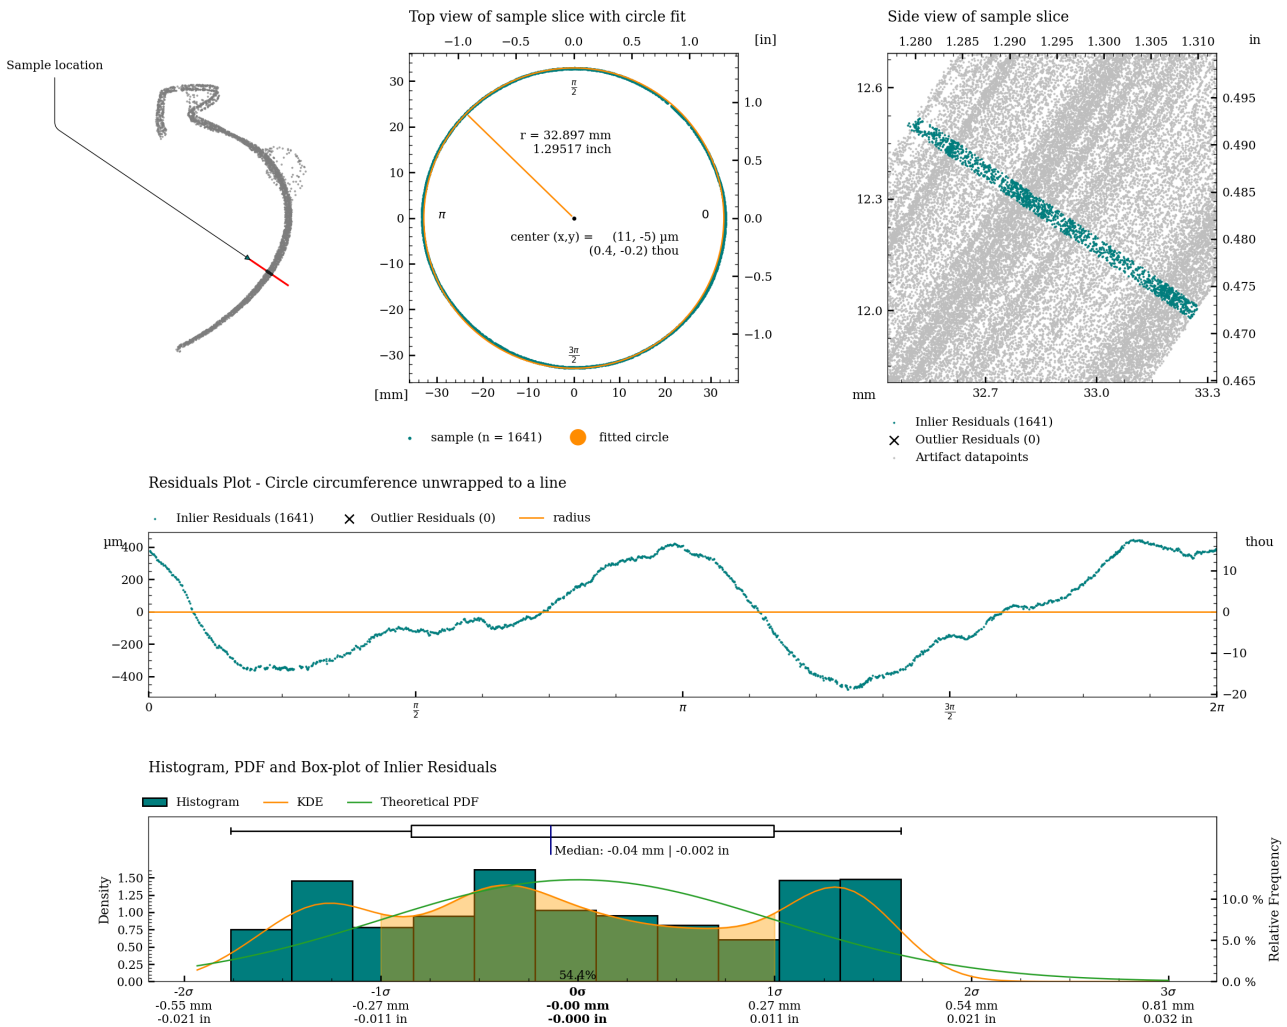 Sample location
Top view of sample slice with circle fit
−1.0 −0.5 0.0 0.5 1.0 [in]
30
20
10
0
−10
−20
−30
1.0
0.5
0.0
−0.5
−1.0
π/2
r = 32.897 mm
1.29517 inch
π 0
center (x,y) = (11, -5) µm
(0.4, -0.2) thou
3π/2
[mm] −30 −20 −10 0 10 20 30
sample (n = 1641) fitted circle
Side view of sample slice
1.280 1.285 1.290 1.295 1.300 1.305 1.310 in
12.6
12.3
12.0
0.495
0.490
0.485
0.480
0.475
0.470
0.465
mm 32.7 33.0 33.3
Inlier Residuals (1641)
Outlier Residuals (0)
Artifact datapoints
Residuals Plot - Circle circumference unwrapped to a line
Inlier Residuals (1641) Outlier Residuals (0) radius
µm thou
400
200
0
−200
−400
10
0
−10
−20
0 π/2 π 3π/2 2π
Histogram, PDF and Box-plot of Inlier Residuals
Histogram KDE Theoretical PDF
Median: -0.04 mm | -0.002 in
Density
1.50
1.25
1.00
0.75
0.50
0.25
0.00
Relative Frequency
10.0 %
5.0 %
0.0 %
54.4%
-2σ -1σ 0σ 1σ 2σ 3σ
-0.55 mm -0.27 mm -0.00 mm 0.27 mm 0.54 mm 0.81 mm
-0.021 in -0.011 in -0.000 in 0.011 in 0.021 in 0.032 in